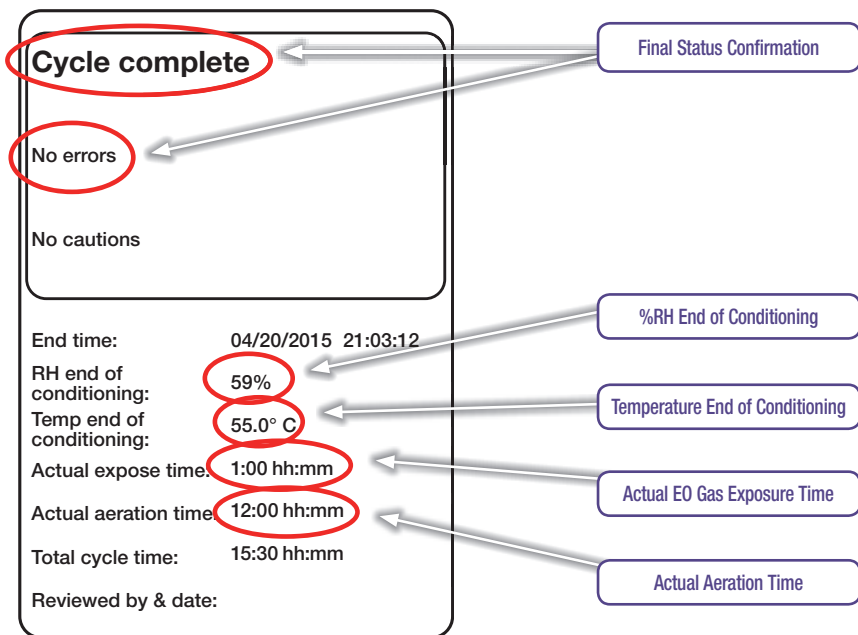 Cycle complete
Final Status Confirmation
No errors
No cautions
End time: 04/20/2015 21:03:12
%RH End of Conditioning
RH end of
conditioning: 59%
Temp end of
conditioning: 55.0° C
Temperature End of Conditioning
Actual expose time: 1:00 hh:mm
Actual EO Gas Exposure Time
Actual aeration time: 12:00 hh:mm
Actual Aeration Time
Total cycle time: 15:30 hh:mm
Reviewed by & date: